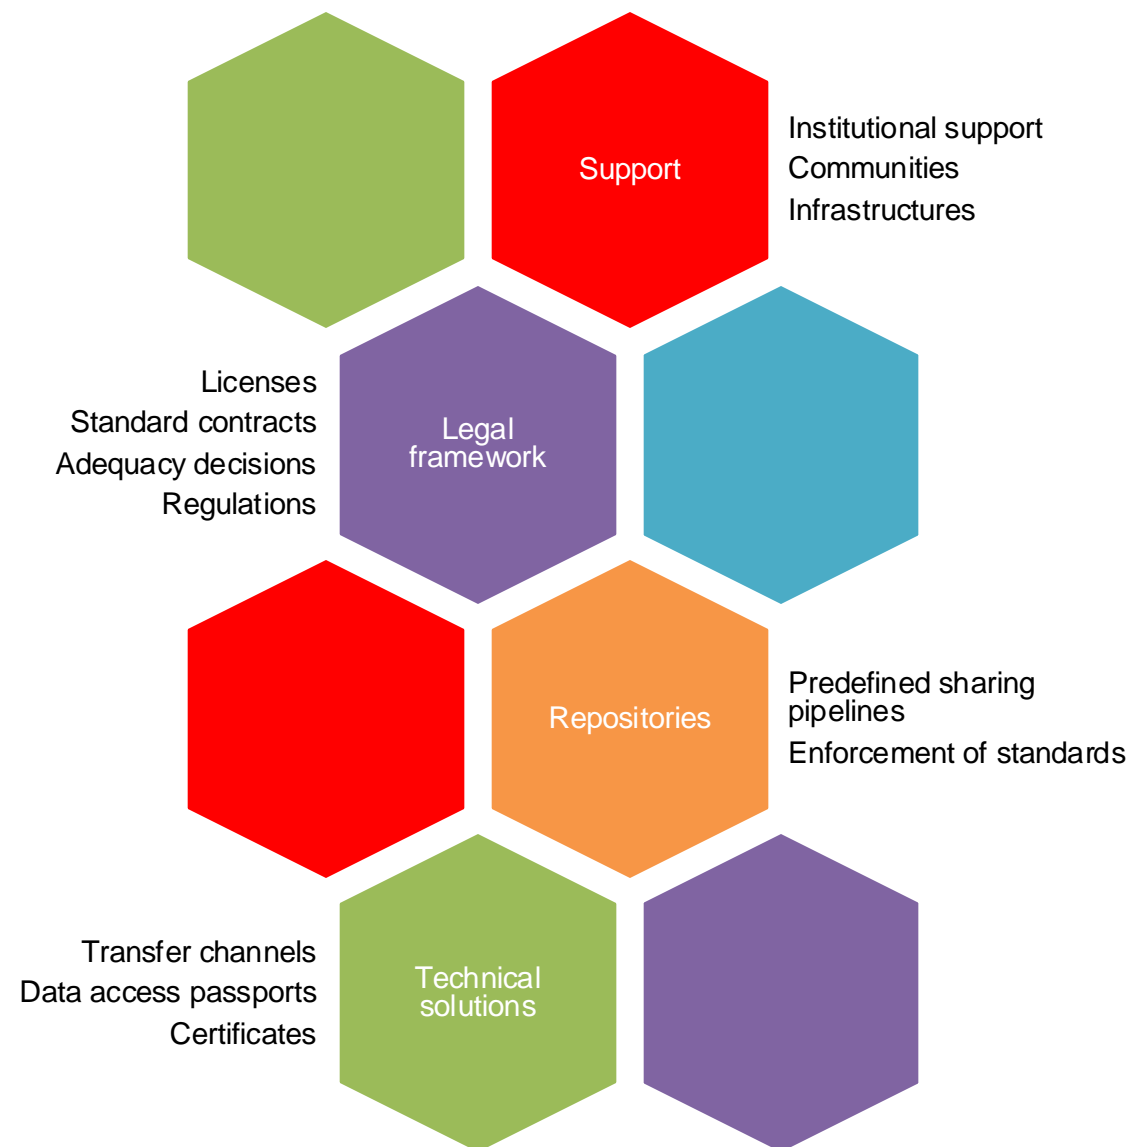 Support
Institutional support
Communities
Infrastructures
Licenses
Standard contracts
Adequacy decisions
Regulations
Legal
framework
Repositories
Predefined sharing
pipelines
Enforcement of standards
Transfer channels
Data access passports
Certificates
Technical
solutions